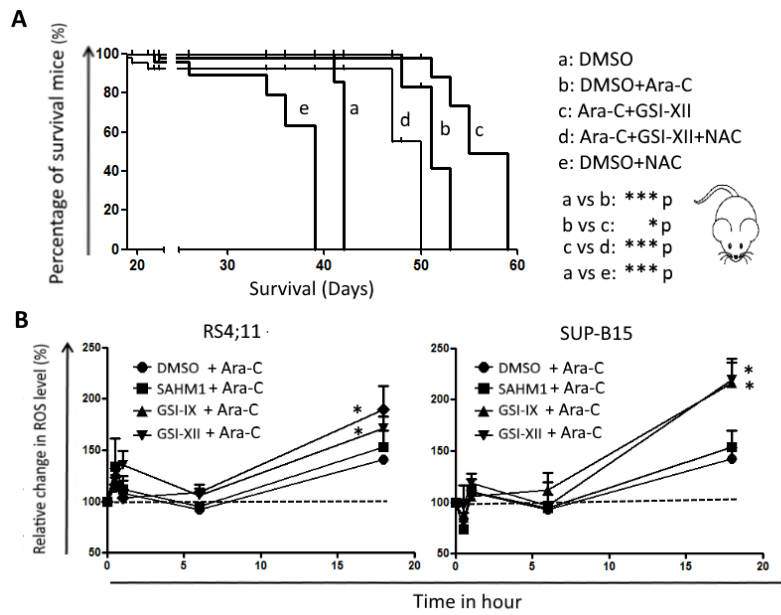 A
Percentage of survival mice (%)
100
80
60
40
20
0
20
30
40
50
60
Survival (Days)
e
a
d
b
c
a: DMSO
b: DMSO+Ara-C
c: Ara-C+GSI-XII
d: Ara-C+GSI-XII+NAC
e: DMSO+NAC
a vs b: ***p
b vs c: *p
c vs d: ***p
a vs e: ***p
B
RS4;11
Relative change in ROS level (%)
250
200
150
100
50
0
5
10
15
20
DMSO + Ara-C
SAHM1 + Ara-C
GSI-IX + Ara-C
GSI-XII + Ara-C
*
*
SUP-B15
250
200
150
100
50
0
5
10
15
20
DMSO + Ara-C
SAHM1 + Ara-C
GSI-IX + Ara-C
GSI-XII + Ara-C
*
*
Time in hour